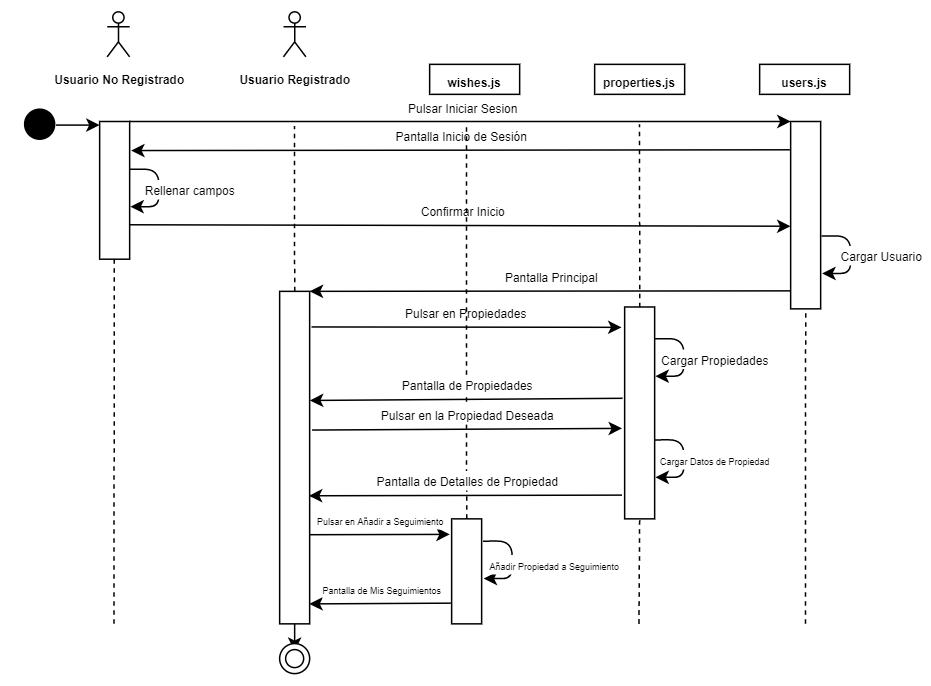 Usuario No Registrado
Usuario Registrado
wishes.js
properties.js
users.js
Pulsar Iniciar Sesion
Pantalla Inicio de Sesión
Rellenar campos
Confirmar Inicio
Cargar Usuario
Pantalla Principal
Pulsar en Propiedades
Cargar Propiedades
Pantalla de Propiedades
Pulsar en la Propiedad Deseada
Cargar Datos de Propiedad
Pantalla de Detalles de Propiedad
Pulsar en Añadir a Seguimiento
Añadir Propiedad a Seguimiento
Pantalla de Mis Seguimientos